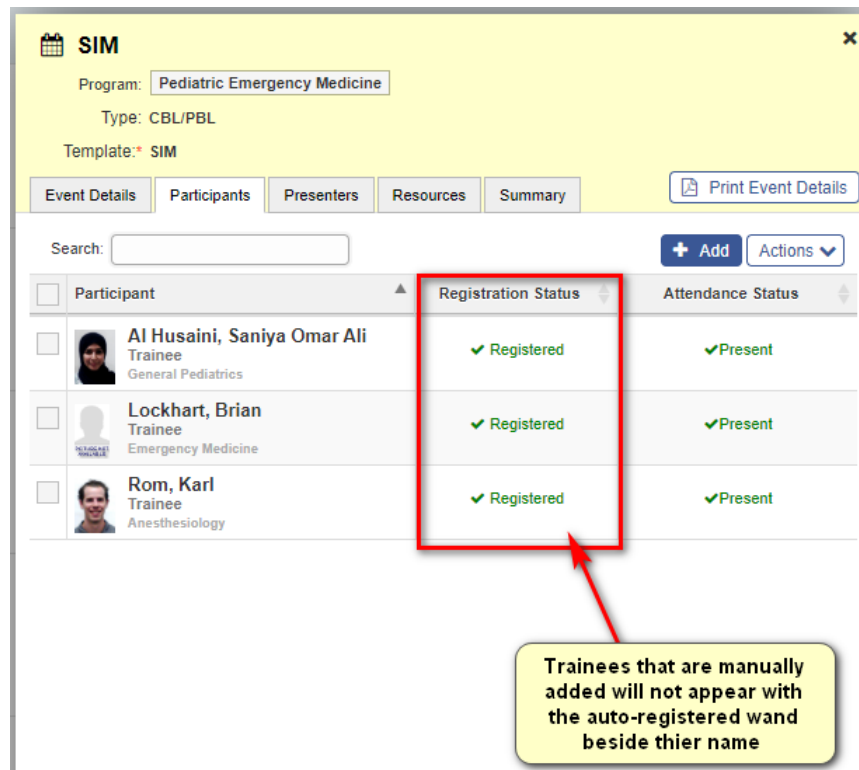 SIM
Program: Pediatric Emergency Medicine
Type: CBL/PBL
Template:* SIM
Event Details Participants Presenters Resources Summary Print Event Details
Search: Add Actions
Participant Registration Status Attendance Status
Al Husaini, Saniya Omar Ali
Trainee
General Pediatrics
Registered Present
Lockhart, Brian
Trainee
Emergency Medicine
Registered Present
Rom, Karl
Trainee
Anesthesiology
Registered Present
Trainees that are manually
added will not appear with
the auto-registered wand
beside thier name